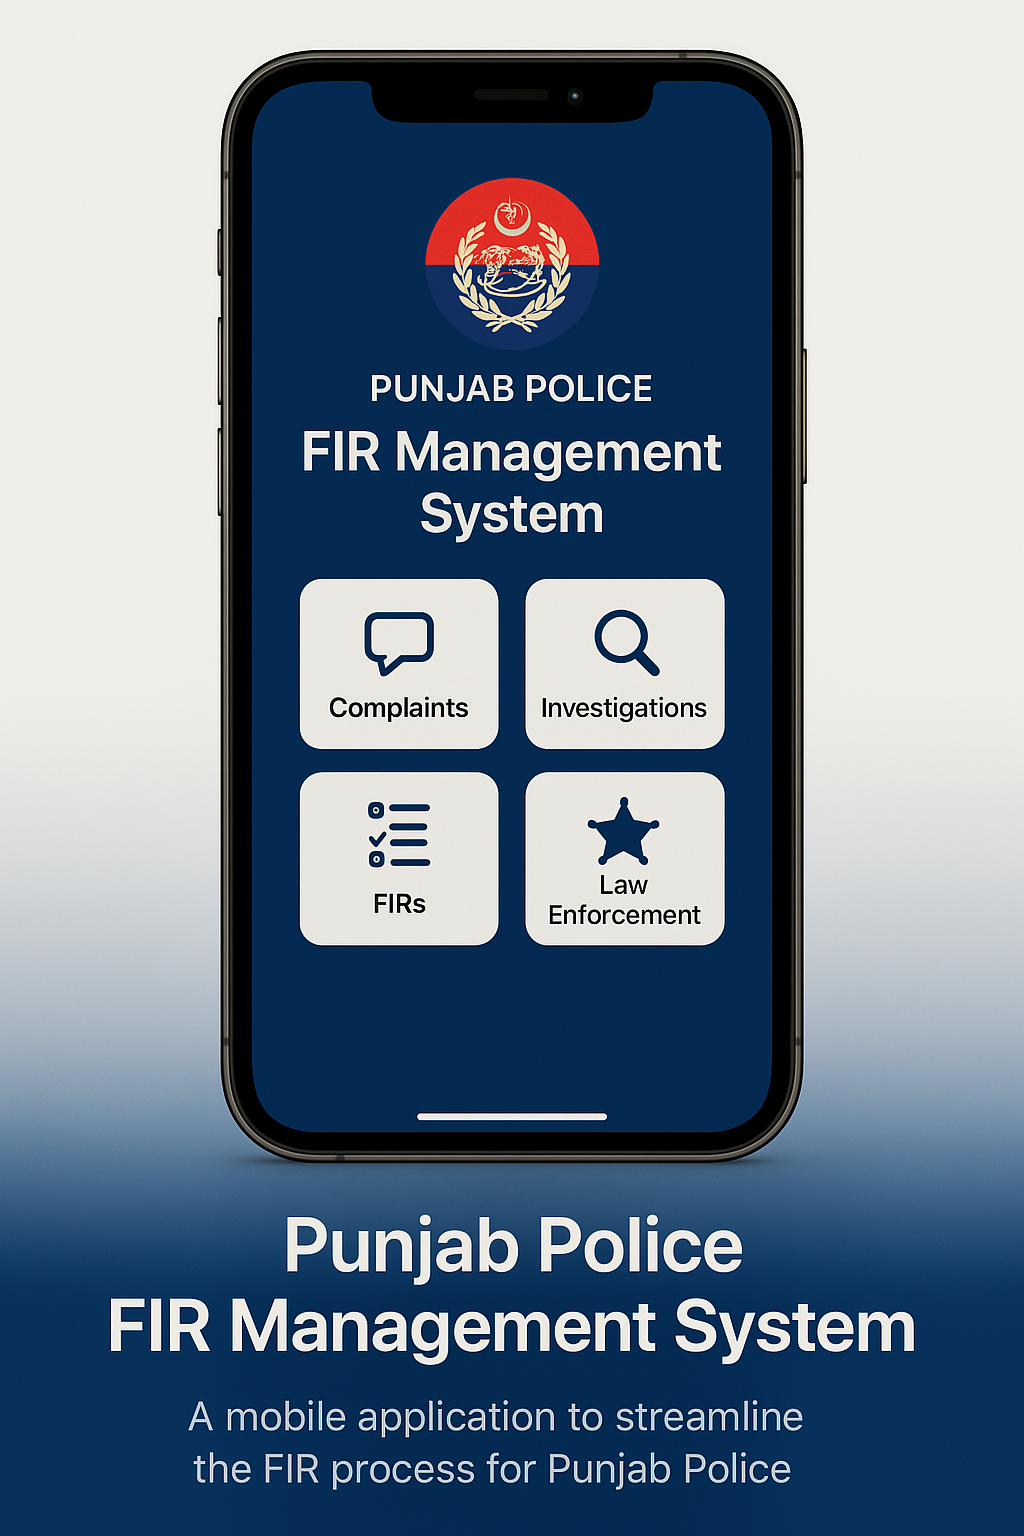 PUNJAB POLICE
FIR Management
System
Complaints
Investigations
FIRs
Law
Enforcement
Punjab Police
FIR Management System
A mobile application to streamline
the FIR process for Punjab Police